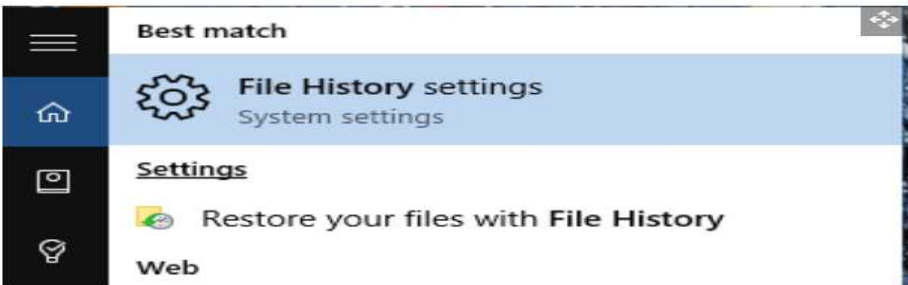 Best match
File History settings
System settings
Settings
Restore your files with File History
Web